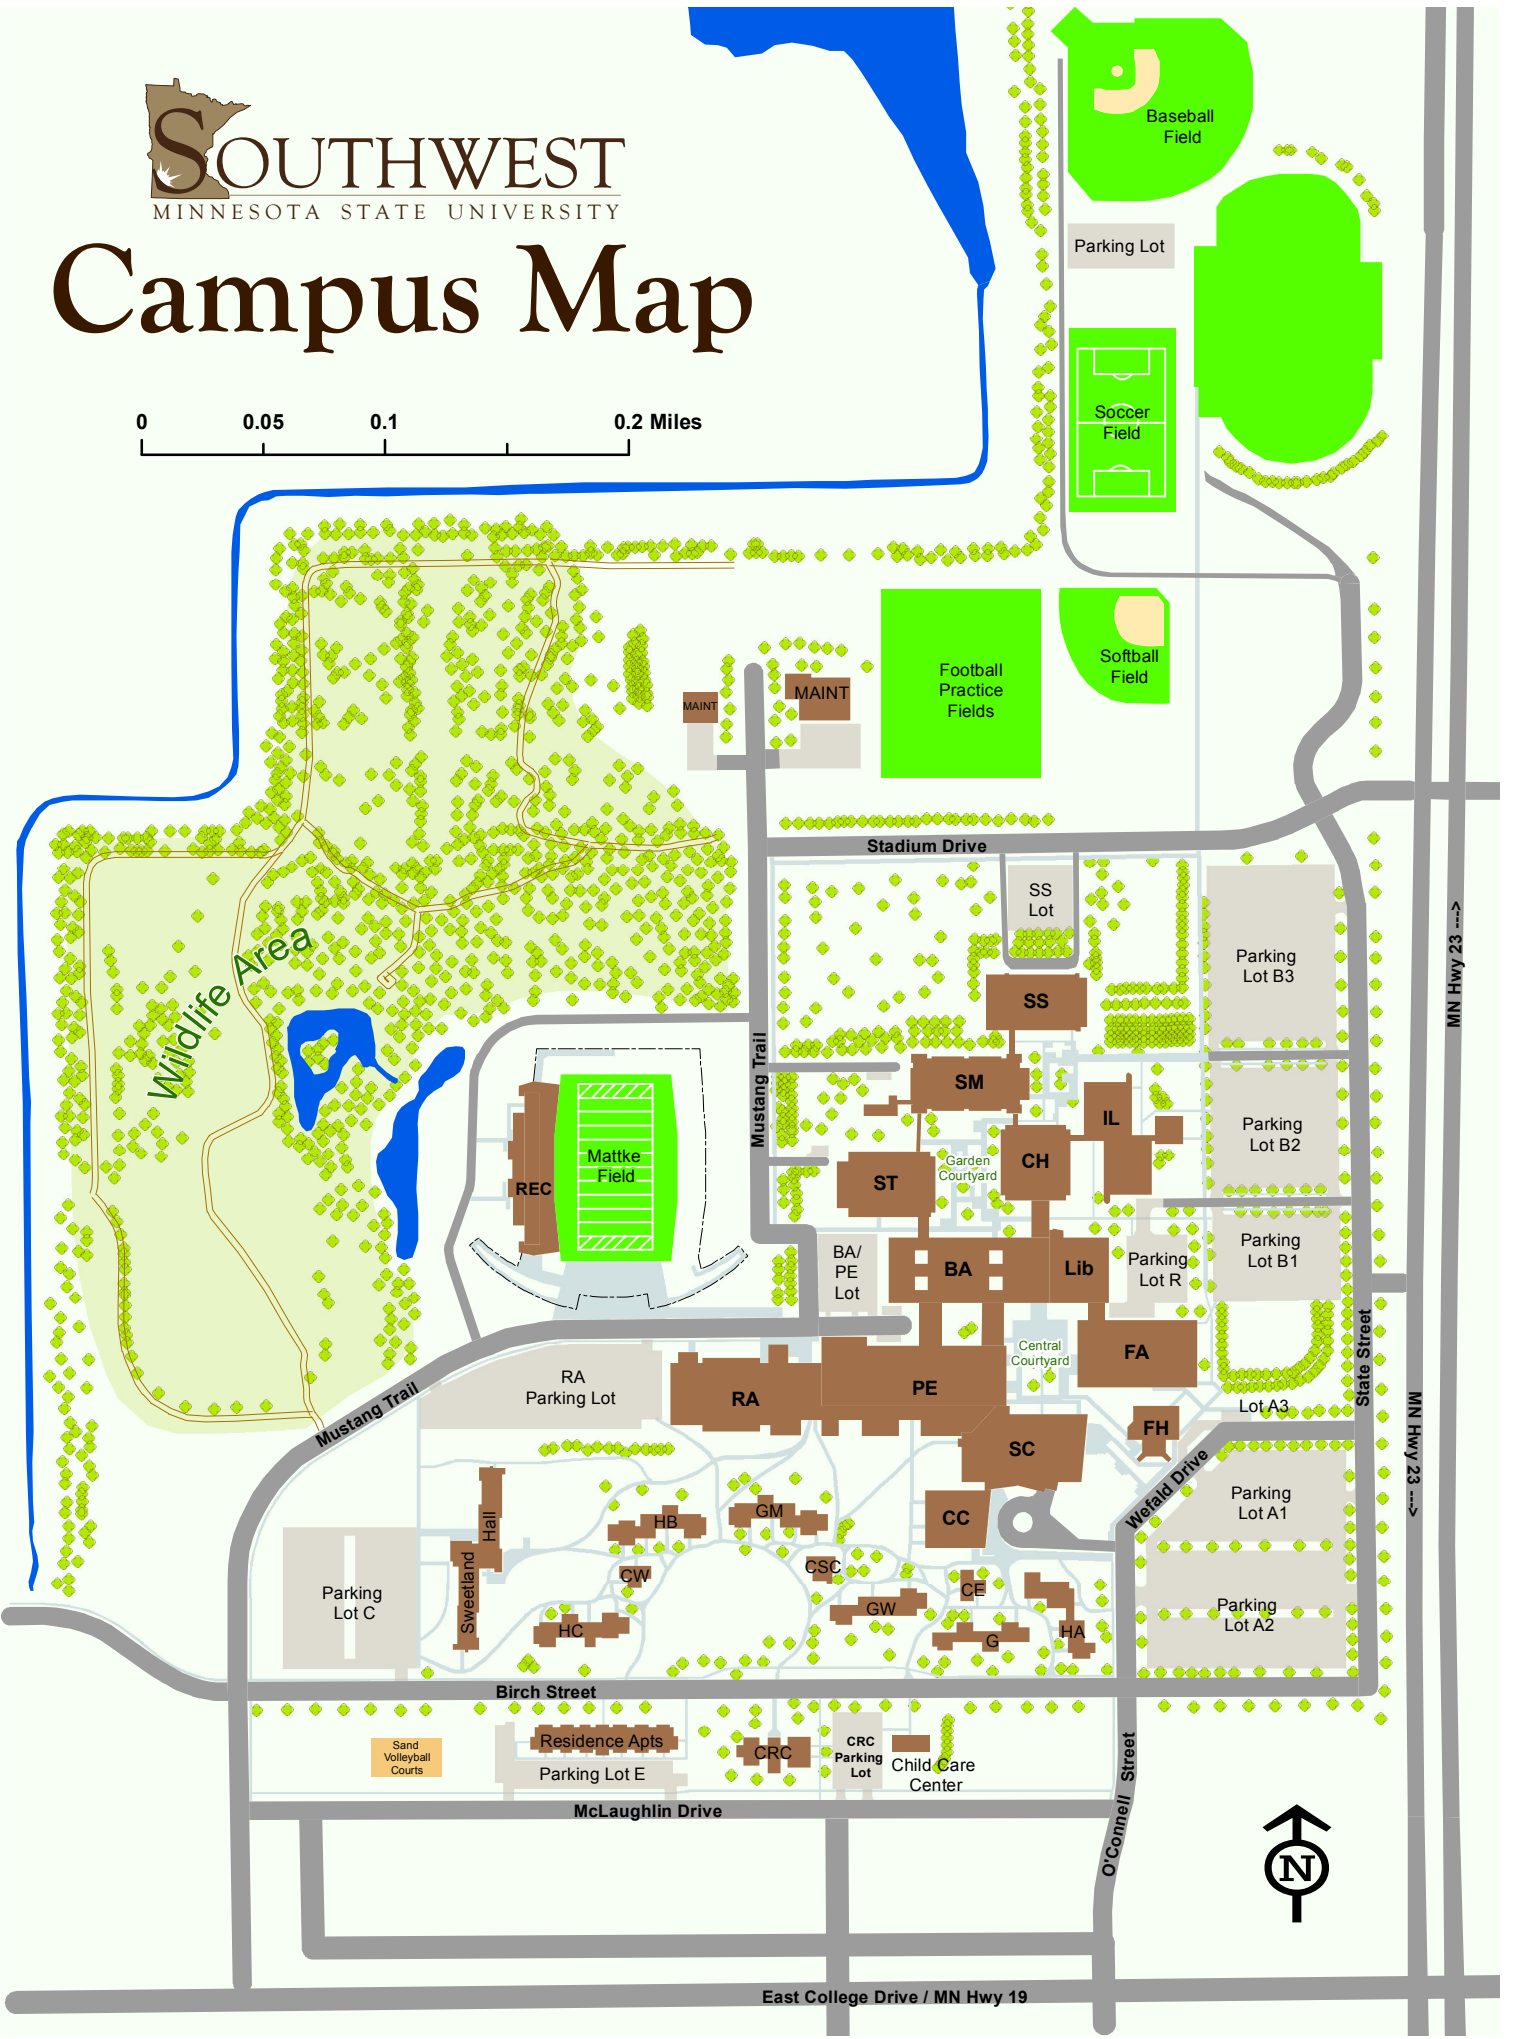 SOUTHWEST
MINNESOTA STATE UNIVERSITY
Campus Map
0 0.05 0.1 0.2 Miles
Baseball
Field
Parking Lot
Soccer
Field
Softball
Field
Football
Practice
Fields
MAINT
MAINT
Stadium Drive
SS
Lot
Parking
Lot B3
MN Hwy 23 --->
Wildlife Area
SS
Mustang Trail
SM
IL
Parking
Lot B2
Mattke
Field
REC
Garden
Courtyard
CH
ST
BA/
PE
Lot
BA
Lib
Parking
Lot R
Parking
Lot B1
Central
Courtyard
FA
State Street
RA
Parking Lot
RA
PE
Mustang Trail
Lot A3
FH
SC
MN Hwy 23 --->
Wefald Drive
Parking
Lot A1
Sweetland Hall
HB
GM
CC
Parking
Lot C
CW
CSC
CE
GW
HC
G
HA
Parking
Lot A2
Birch Street
Sand
Volleyball
Courts
Residence Apts
Parking Lot E
CRC
CRC
Parking
Lot
Child Care
Center
O'Connell Street
McLaughlin Drive
N
East College Drive / MN Hwy 19